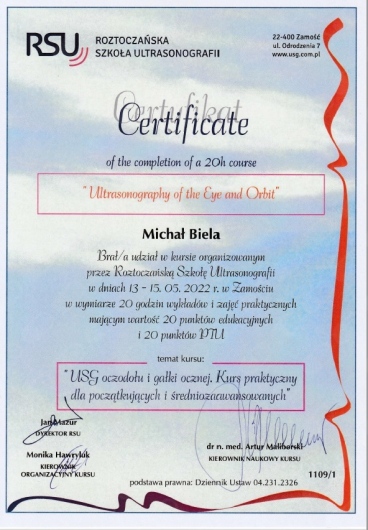 RSU
ROZTOCZAŃSKA
SZKOŁA ULTRASONOGRAFII
22-400 Zamość
ul. Odrodzenia 7
www.usg.com.pl
Certyfikat
Certificate
of the completion of a 20h course
"Ultrasonography of the Eye and Orbit"
Michał Biela
Brał/a udział w kursie organizowanym
przez Roztoczańską Szkołę Ultrasonografii
w dniach 13 - 15. 05. 2022 r. w Zamościu
w wymiarze 20 godzin wykładów i zajęć praktycznych
mającym wartość 20 punktów edukacyjnych
i 20 punktów PTU
temat kursu:
"USG oczodołu i gałki ocznej. Kurs praktyczny
dla początkujących i średniozaawansowanych"
Jan Mazur
DYREKTOR RSU
Monika Hawryluk
KIEROWNIK
ORGANIZACYJNY KURSU
dr n. med. Artur Maliborski
KIEROWNIK NAUKOWY KURSU
1109/1
podstawa prawna: Dziennik Ustaw 04.231.2326